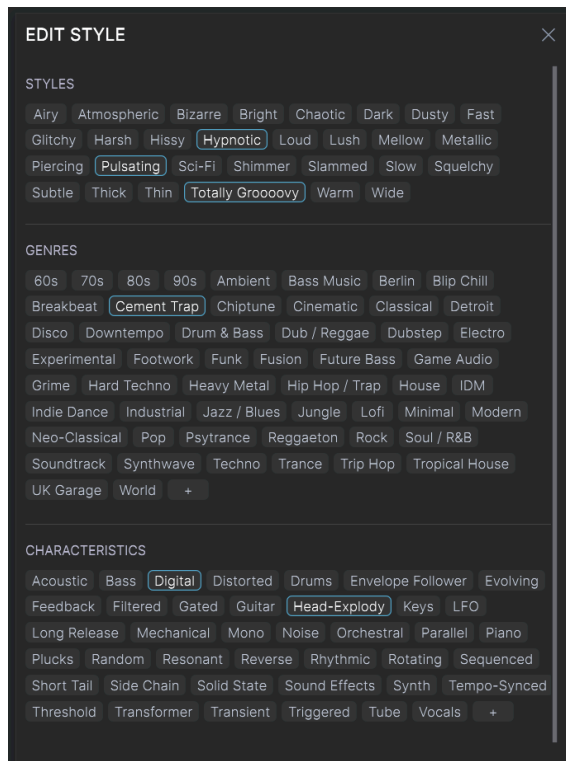 EDIT STYLE
STYLES
Airy Atmospheric Bizarre Bright Chaotic Dark Dusty Fast
Glitchy Harsh Hissy Hypnotic Loud Lush Mellow Metallic
Piercing Pulsating Sci-Fi Shimmer Slammed Slow Squelchy
Subtle Thick Thin Totally Groooovy Warm Wide
GENRES
60s 70s 80s 90s Ambient Bass Music Berlin Blip Chill
Breakbeat Cement Trap Chiptune Cinematic Classical Detroit
Disco Downtempo Drum & Bass Dub / Reggae Dubstep Electro
Experimental Footwork Funk Fusion Future Bass Game Audio
Grime Hard Techno Heavy Metal Hip Hop / Trap House IDM
Indie Dance Industrial Jazz / Blues Jungle Lofi Minimal Modern
Neo-Classical Pop Psytrance Reggaeton Rock Soul / R&B
Soundtrack Synthwave Techno Trance Trip Hop Tropical House
UK Garage World +
CHARACTERISTICS
Acoustic Bass Digital Distorted Drums Envelope Follower Evolving
Feedback Filtered Gated Guitar Head-Explody Keys LFO
Long Release Mechanical Mono Noise Orchestral Parallel Piano
Plucks Random Resonant Reverse Rhythmic Rotating Sequenced
Short Tail Side Chain Solid State Sound Effects Synth Tempo-Synced
Threshold Transformer Transient Triggered Tube Vocals +